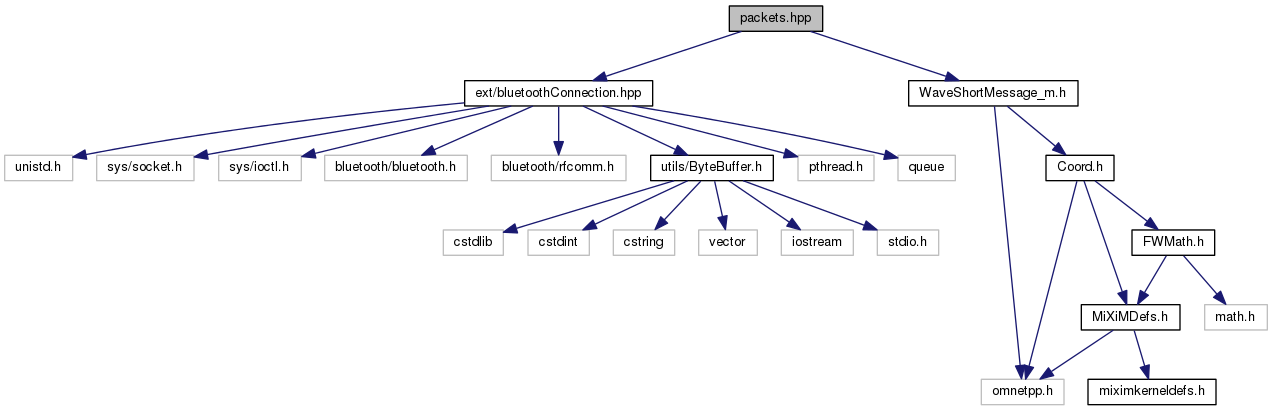 packets.hpp
ext/bluetoothConnection.hpp
WaveShortMessage_m.h
unistd.h
sys/socket.h
sys/ioctl.h
bluetooth/bluetooth.h
bluetooth/rfcomm.h
utils/ByteBuffer.h
pthread.h
queue
Coord.h
cstdlib
cstdint
cstring
vector
iostream
stdio.h
FWMath.h
MiXiMDefs.h
math.h
omnetpp.h
miximkerneldefs.h